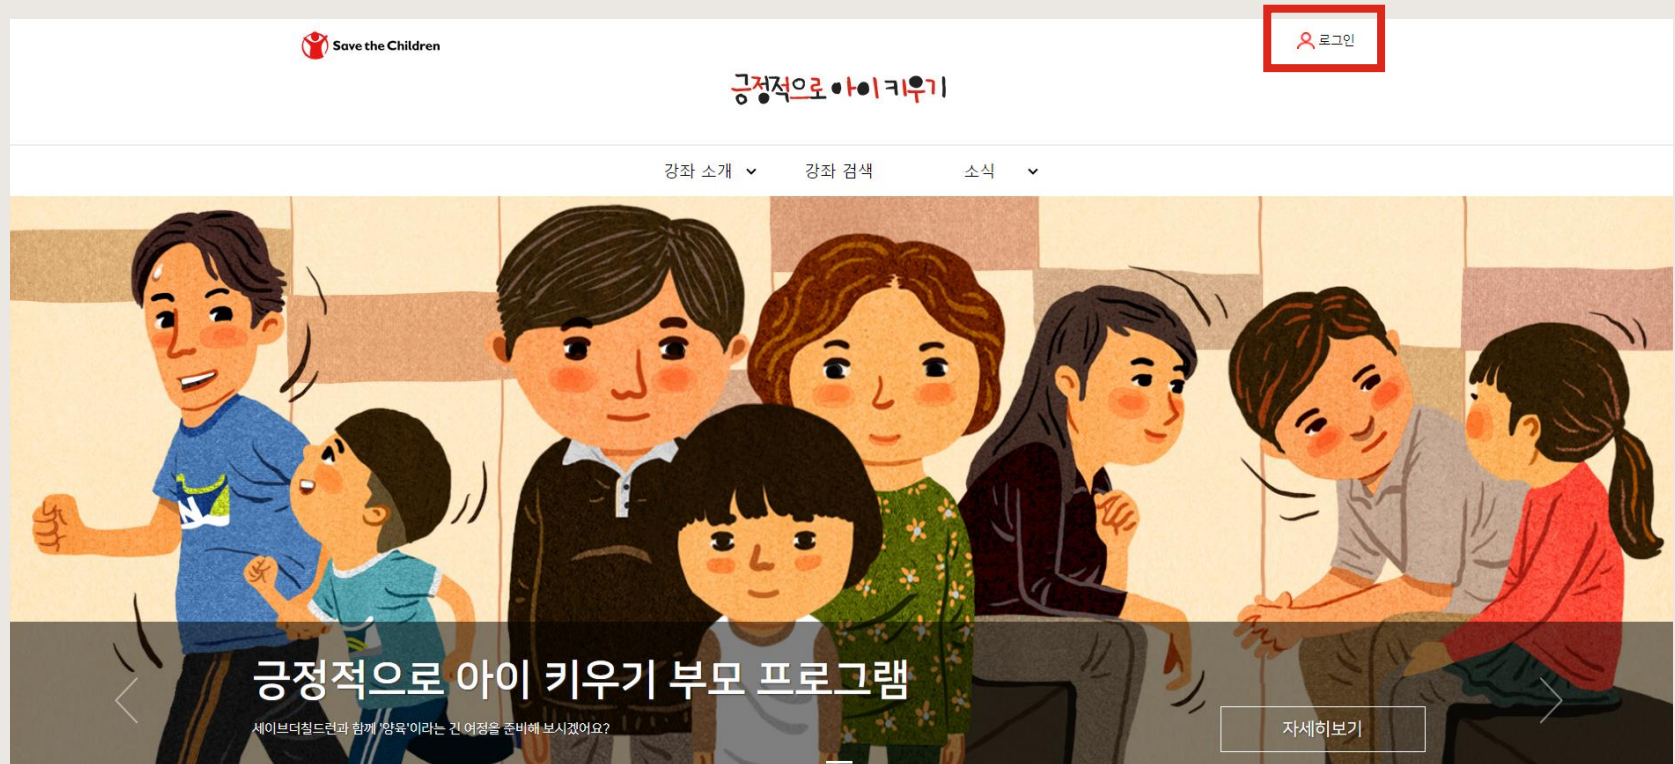 Save the Children
로그인
긍정적으로 아이 키우기
강좌 소개
강좌 검색
소식
긍정적으로 아이 키우기 부모 프로그램
세이브더칠드런과 함께 '양육'이라는 긴 여정을 준비해 보시겠어요?
자세히보기